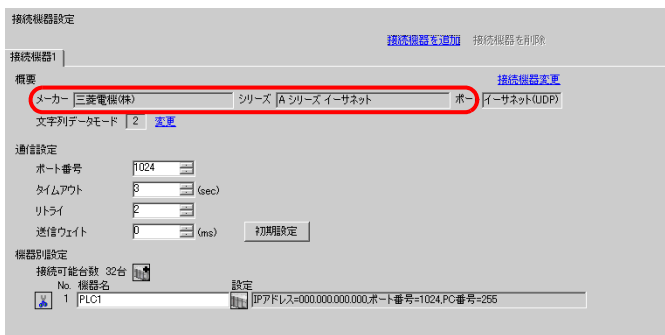 接続機器設定
接続機器を追加 接続機器を削除
接続機器1
概要 接続機器変更
メーカー 三菱電機(株) シリーズ A シリーズ イーサネット ポー イーサネット(UDP)
文字列データモード 2 変更
通信設定
ポート番号 1024
タイムアウト 3 (sec)
リトライ 2
送信ウェイト 0 (ms) 初期設定
機器別設定
接続可能台数 32台
No. 機器名 設定
1 PLC1 IPアドレス=000.000.000.000,ポート番号=1024,PC番号=255